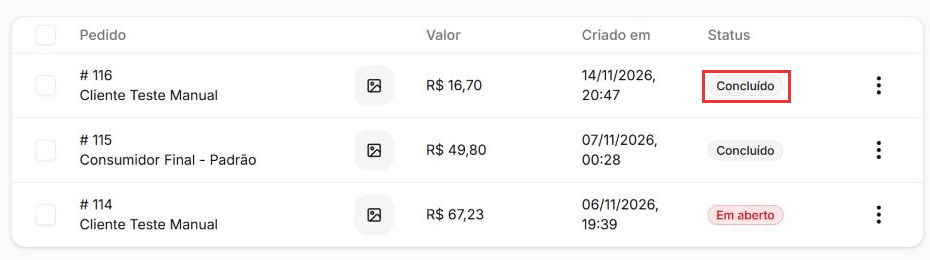 Pedido Valor Criado em Status
# 116
Cliente Teste Manual
R$ 16,70
14/11/2026,
20:47
Concluído
# 115
Consumidor Final - Padrão
R$ 49,80
07/11/2026,
00:28
Concluído
# 114
Cliente Teste Manual
R$ 67,23
06/11/2026,
19:39
Em aberto